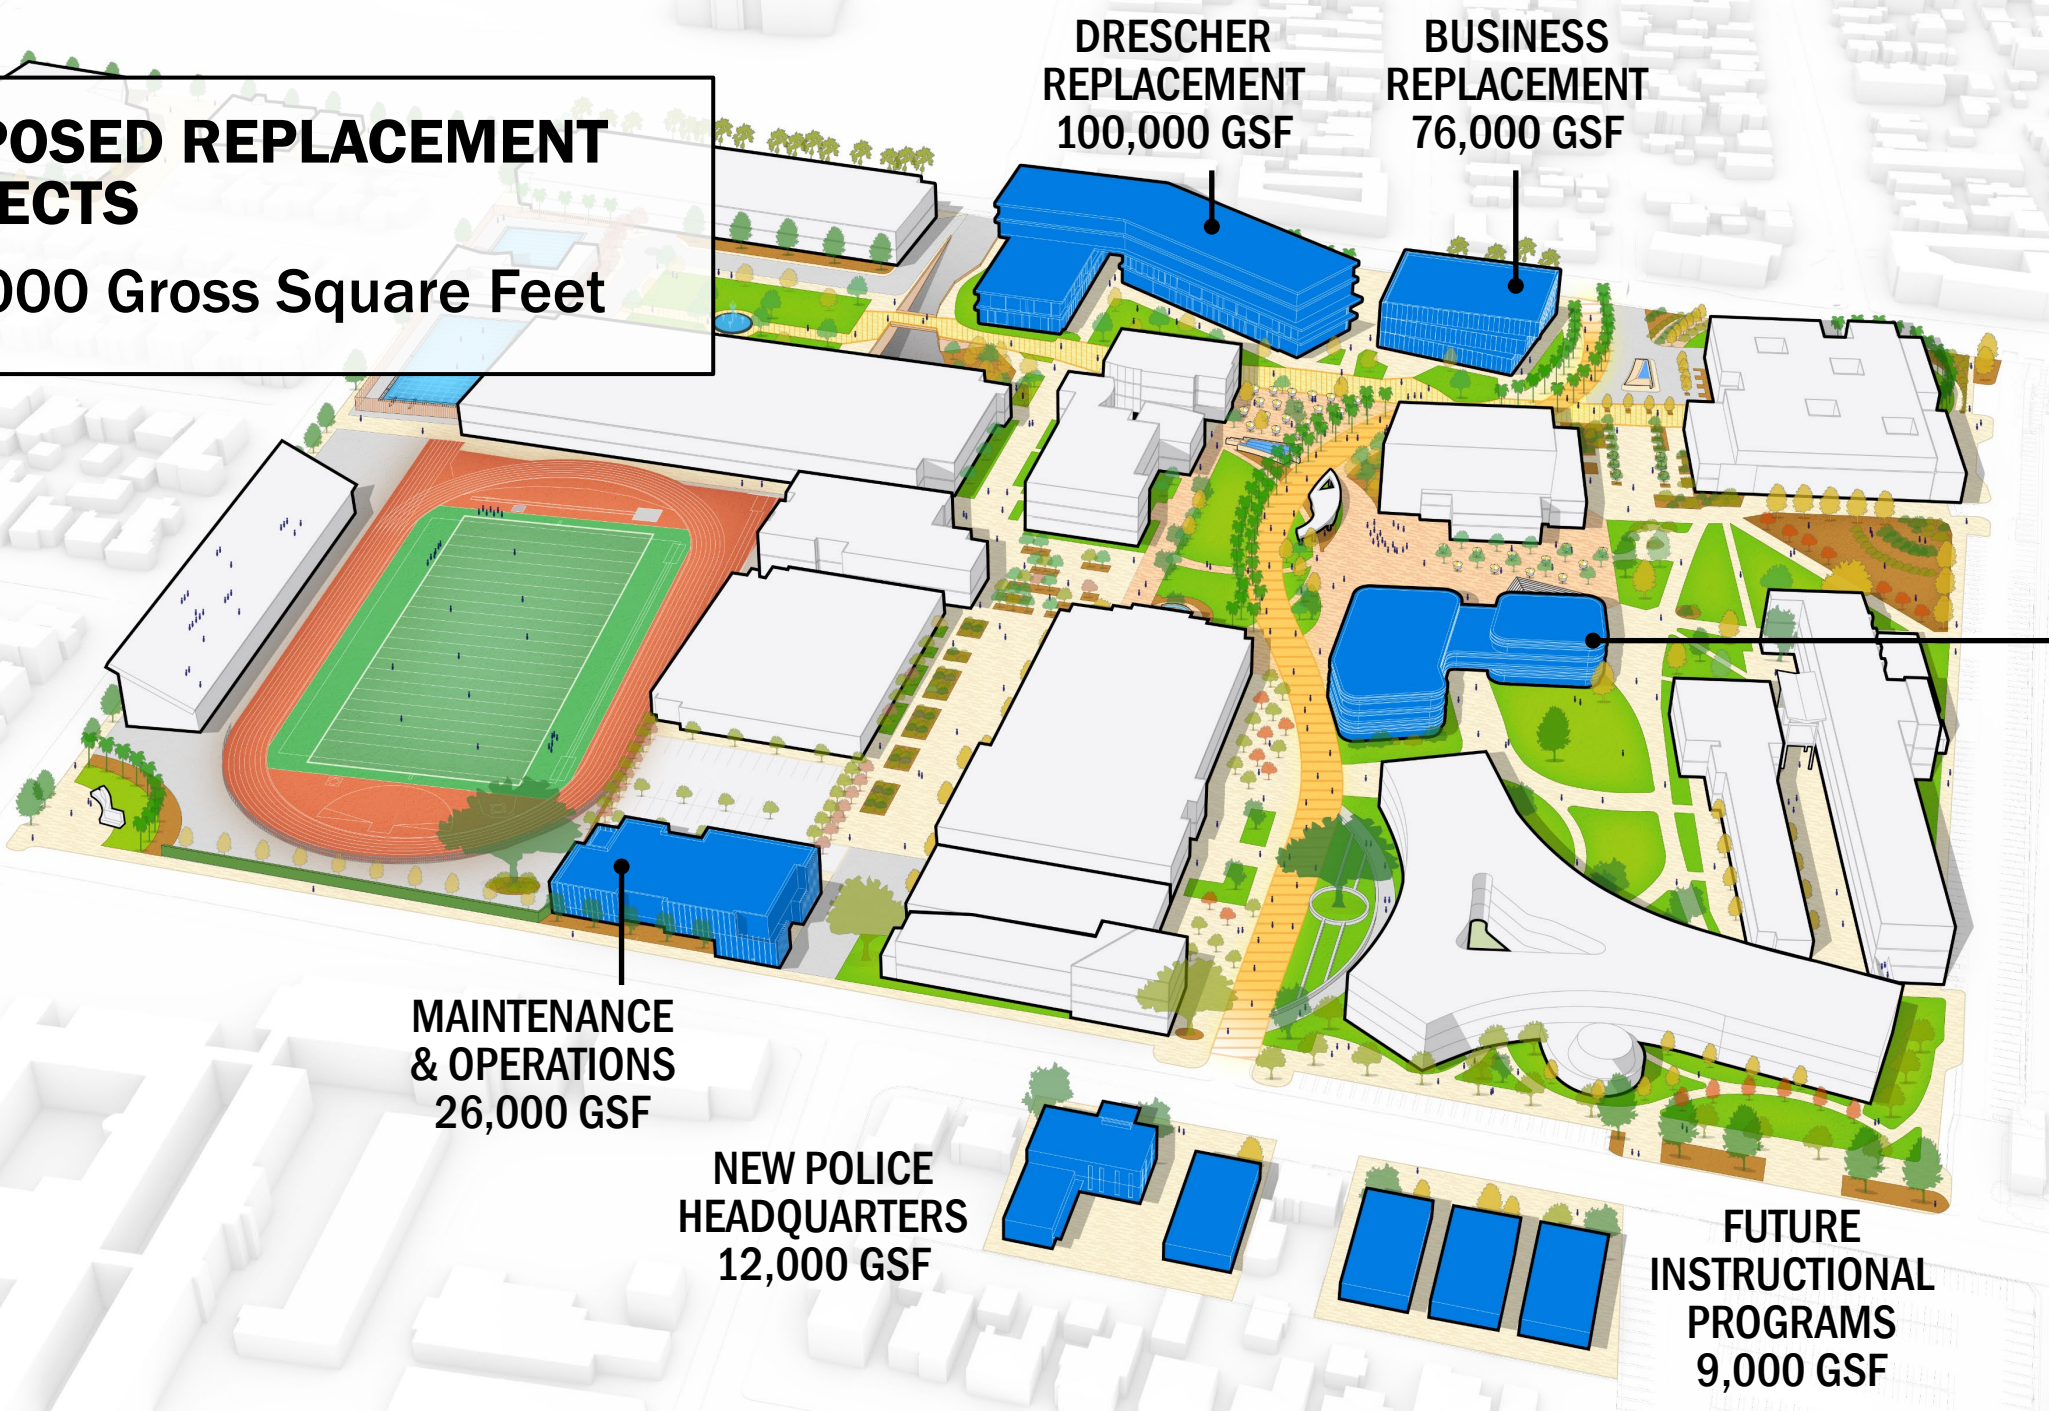 POSED REPLACEMENT
ECTS
000 Gross Square Feet
DRESCHER
REPLACEMENT
100,000 GSF
BUSINESS
REPLACEMENT
76,000 GSF
MAINTENANCE
& OPERATIONS
26,000 GSF
NEW POLICE
HEADQUARTERS
12,000 GSF
FUTURE
INSTRUCTIONAL
PROGRAMS
9,000 GSF